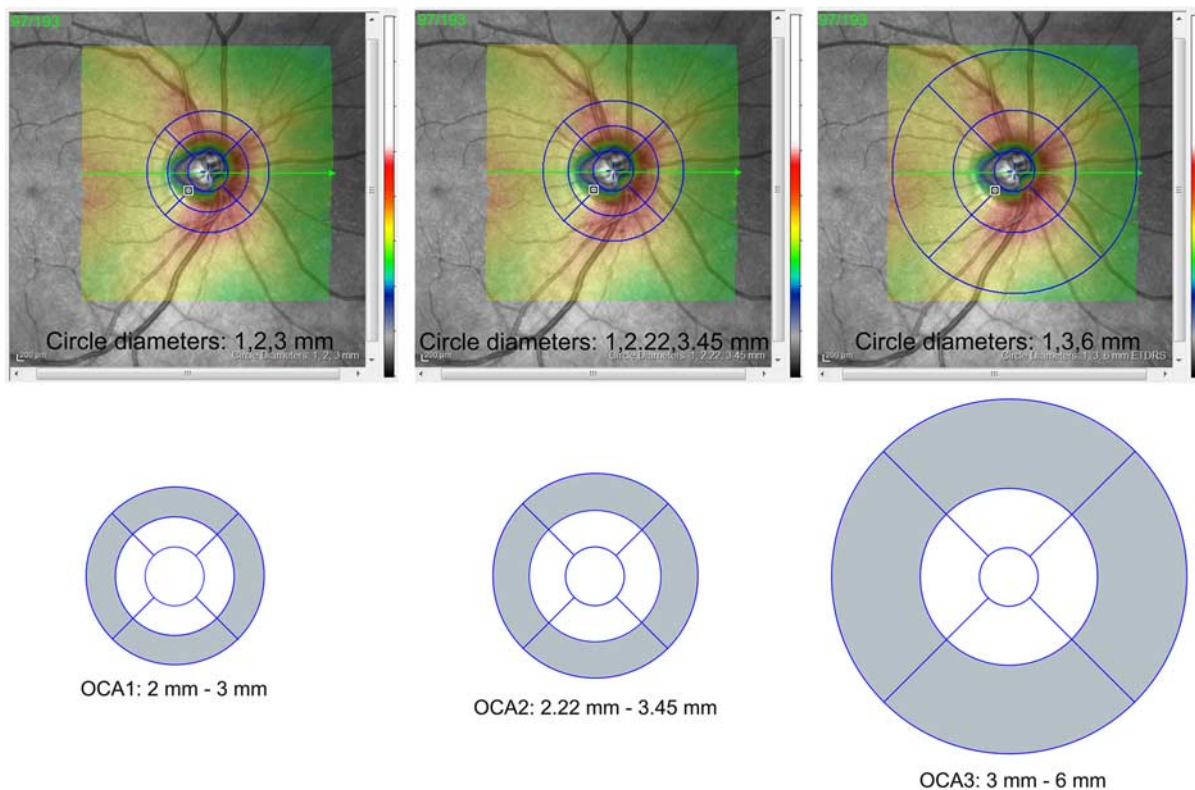 97/193
97/193
97/193
Circle diameters: 1,2,3 mm
Circle diameters: 1,2.22,3.45 mm
Circle diameters: 1,3,6 mm
200 µm
Circle Diameters: 1, 2, 3 mm
200 µm
Circle Diameters: 1, 2.22, 3.45 mm
200 µm
Circle Diameters: 1, 3, 6 mm ETDRS
OCA1: 2 mm - 3 mm
OCA2: 2.22 mm - 3.45 mm
OCA3: 3 mm - 6 mm